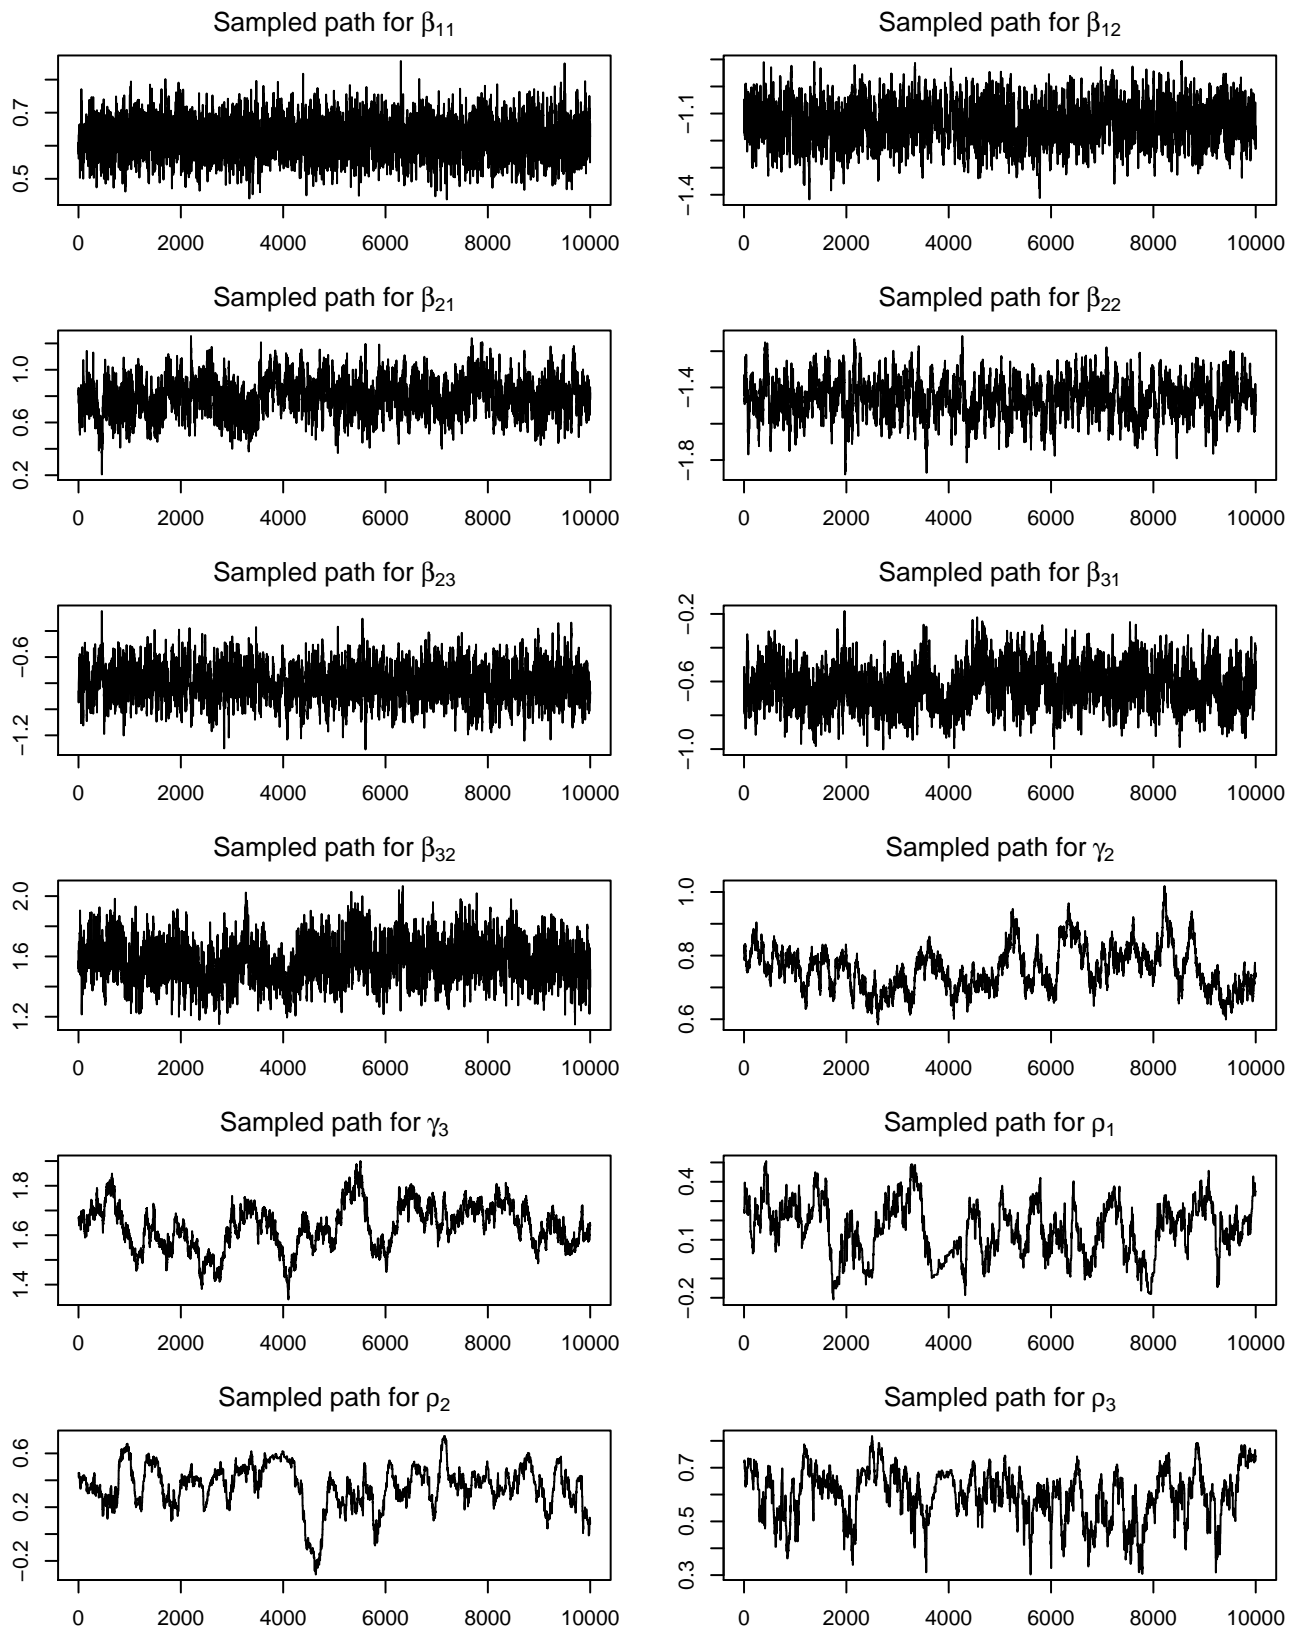 Sampled path for β11
0.5 0.7
0 2000 4000 6000 8000 10000
Sampled path for β12
−1.4 −1.1
0 2000 4000 6000 8000 10000
Sampled path for β21
0.2 0.6 1.0
0 2000 4000 6000 8000 10000
Sampled path for β22
−1.8 −1.4
0 2000 4000 6000 8000 10000
Sampled path for β23
−1.2 −0.6
0 2000 4000 6000 8000 10000
Sampled path for β31
−1.0 −0.6 −0.2
0 2000 4000 6000 8000 10000
Sampled path for β32
1.2 1.6 2.0
0 2000 4000 6000 8000 10000
Sampled path for γ2
0.6 0.8 1.0
0 2000 4000 6000 8000 10000
Sampled path for γ3
1.4 1.6 1.8
0 2000 4000 6000 8000 10000
Sampled path for ρ1
−0.2 0.1 0.4
0 2000 4000 6000 8000 10000
Sampled path for ρ2
−0.2 0.2 0.6
0 2000 4000 6000 8000 10000
Sampled path for ρ3
0.3 0.5 0.7
0 2000 4000 6000 8000 10000